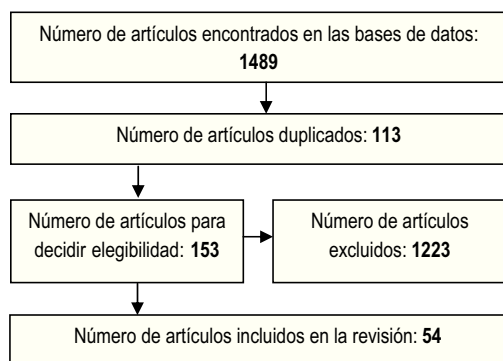 Número de artículos encontrados en las bases de datos:
1489
Número de artículos duplicados: 113
Número de artículos para
decidir elegibilidad: 153
Número de artículos
excluidos: 1223
Número de artículos incluidos en la revisión: 54